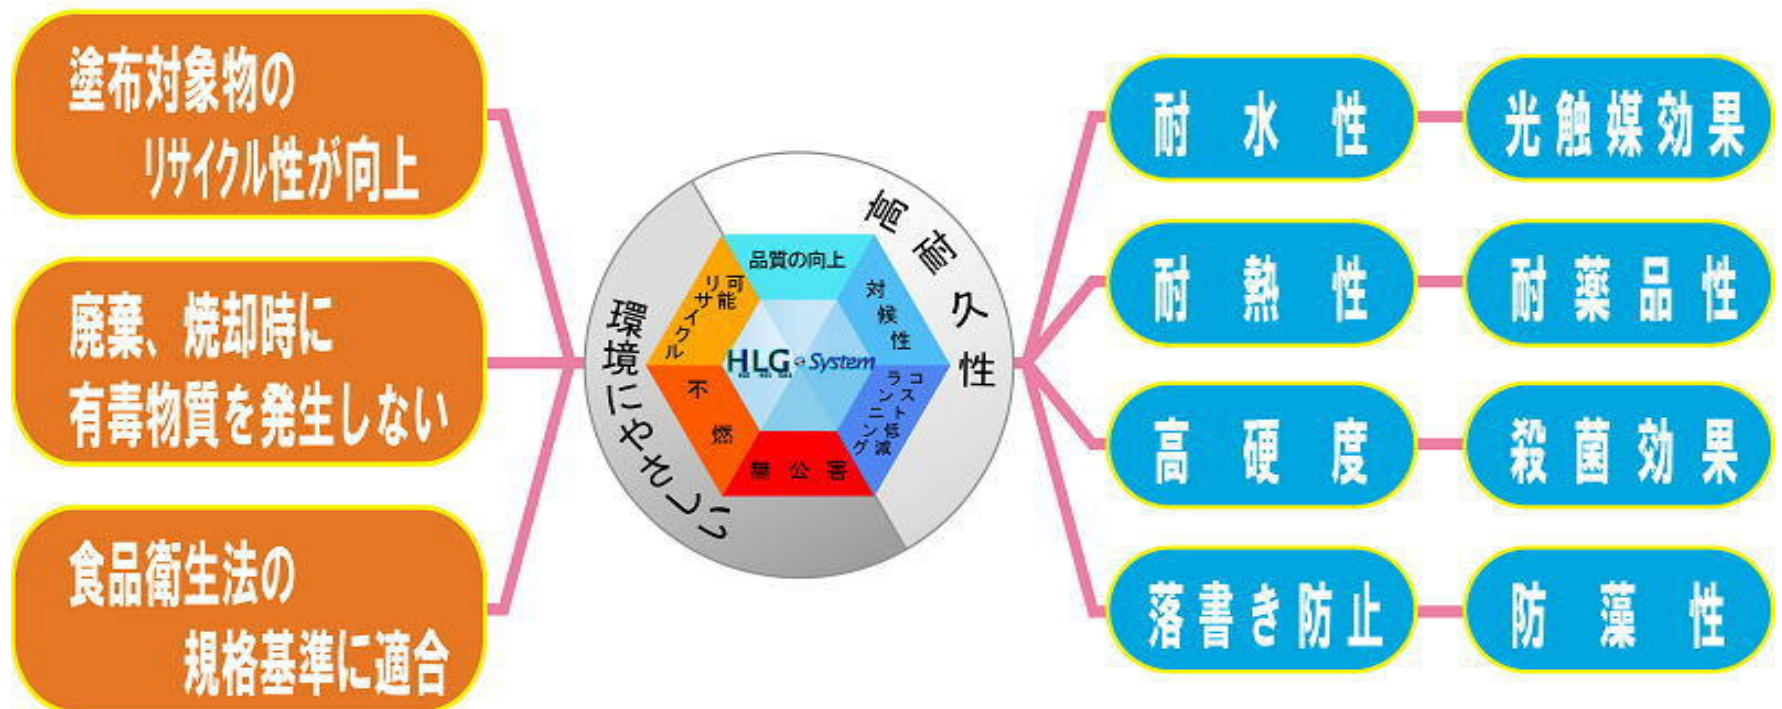 塗布対象物の
リサイクル性が向上
廃棄、焼却時に
有毒物質を発生しない
食品衛生法の
規格基準に適合
環境にやさしい
高耐久性
品質の向上
対候性
ランニング
コスト低減
無公害
不燃
リサイクル
可能
HLG e System
耐水性
光触媒効果
耐熱性
耐薬品性
高硬度
殺菌効果
落書き防止
防藻性